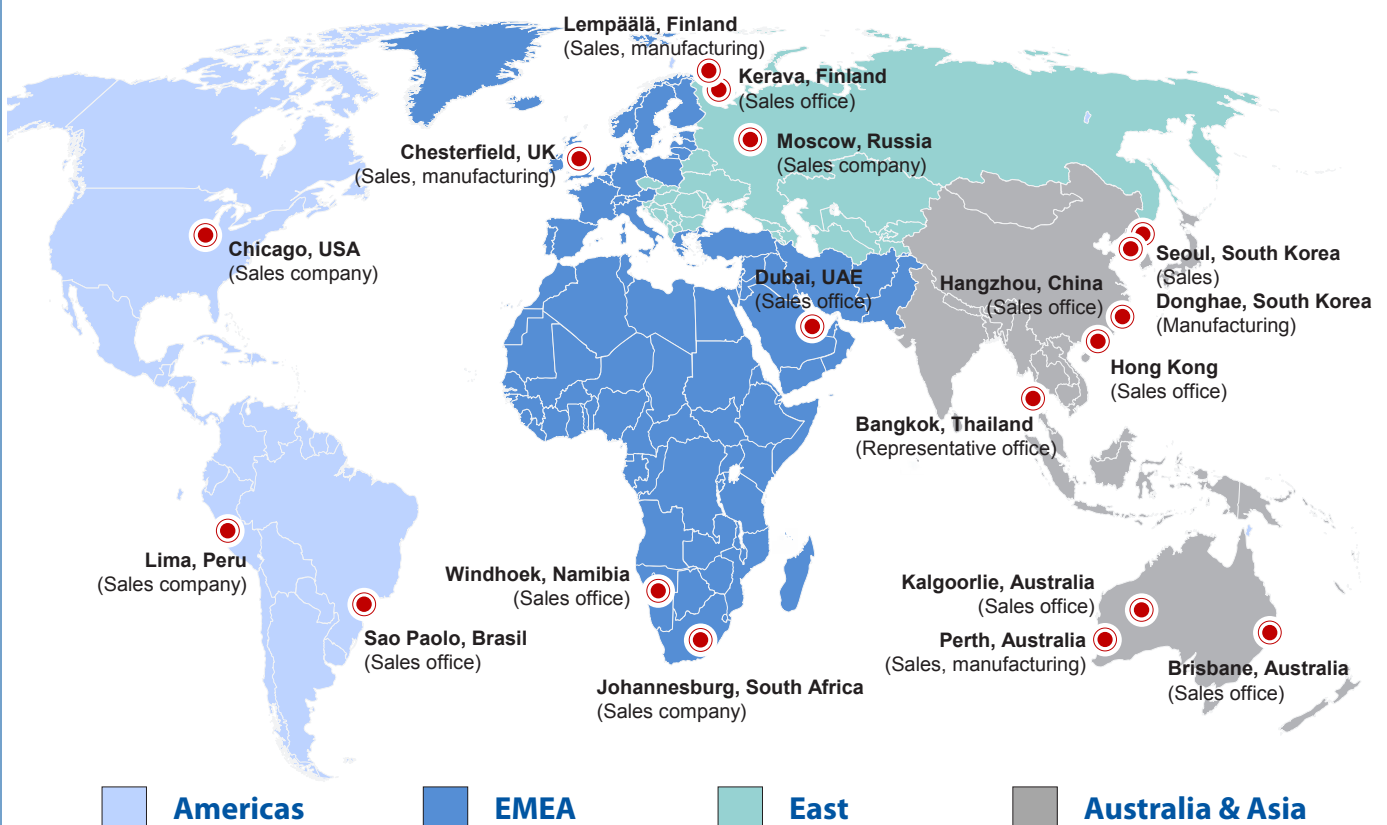 Lempäälä, Finland
(Sales, manufacturing)
Kerava, Finland
(Sales office)
Moscow, Russia
(Sales company)
Chesterfield, UK
(Sales, manufacturing)
Chicago, USA
(Sales company)
Dubai, UAE
(Sales office)
Hangzhou, China
(Sales office)
Seoul, South Korea
(Sales)
Donghae, South Korea
(Manufacturing)
Hong Kong
(Sales office)
Bangkok, Thailand
(Representative office)
Lima, Peru
(Sales company)
Sao Paolo, Brasil
(Sales office)
Windhoek, Namibia
(Sales office)
Johannesburg, South Africa
(Sales company)
Kalgoorlie, Australia
(Sales office)
Perth, Australia
(Sales, manufacturing)
Brisbane, Australia
(Sales office)
Americas
EMEA
East
Australia & Asia